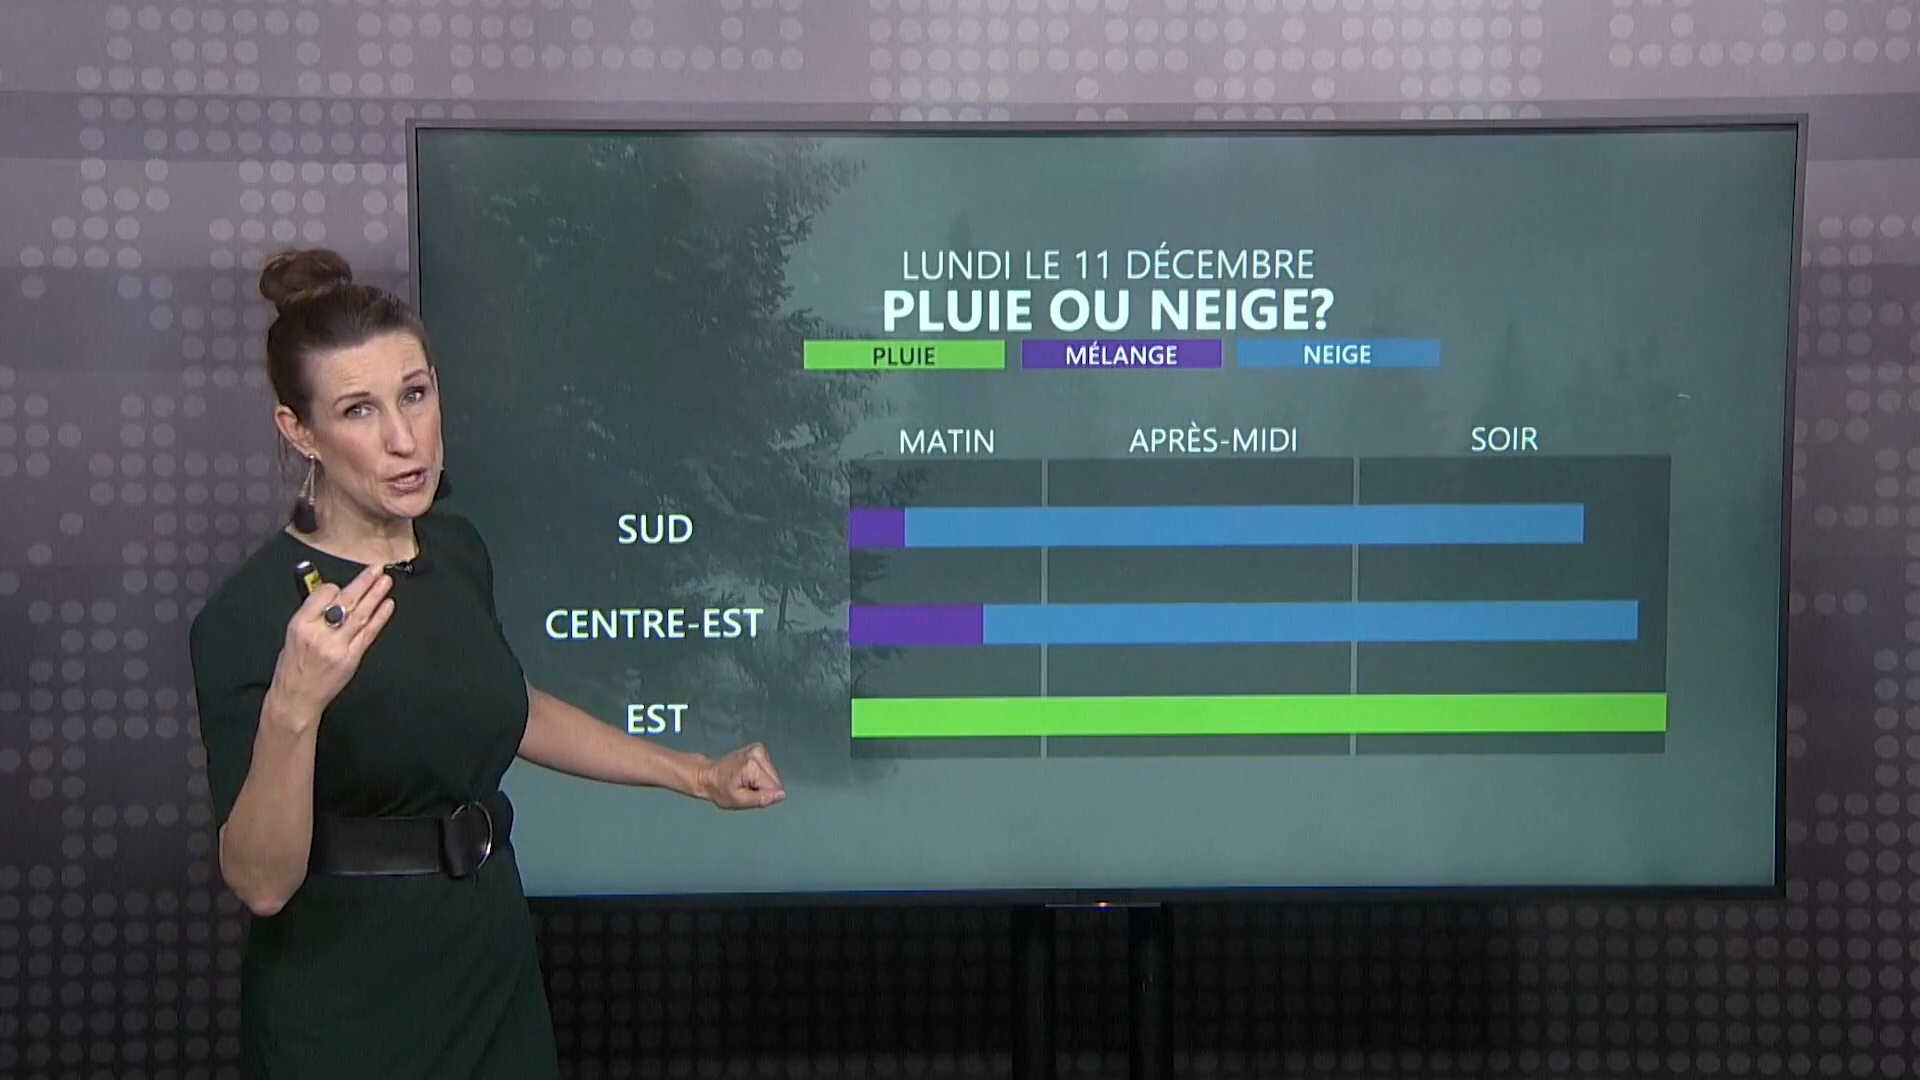 LUNDI LE 11 DÉCEMBRE
PLUIE OU NEIGE?
PLUIE MÉLANGE NEIGE
MATIN APRÈS-MIDI SOIR
SUD
CENTRE-EST
EST